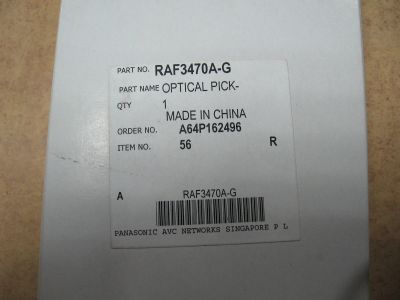 PART NO. RAF3470A-G
PART NAME OPTICAL PICK-
QTY 1
MADE IN CHINA
ORDER NO. A64P162496
ITEM NO. 56 R
A RAF3470A-G
PANASONIC AVC NETWORKS SINGAPORE P L